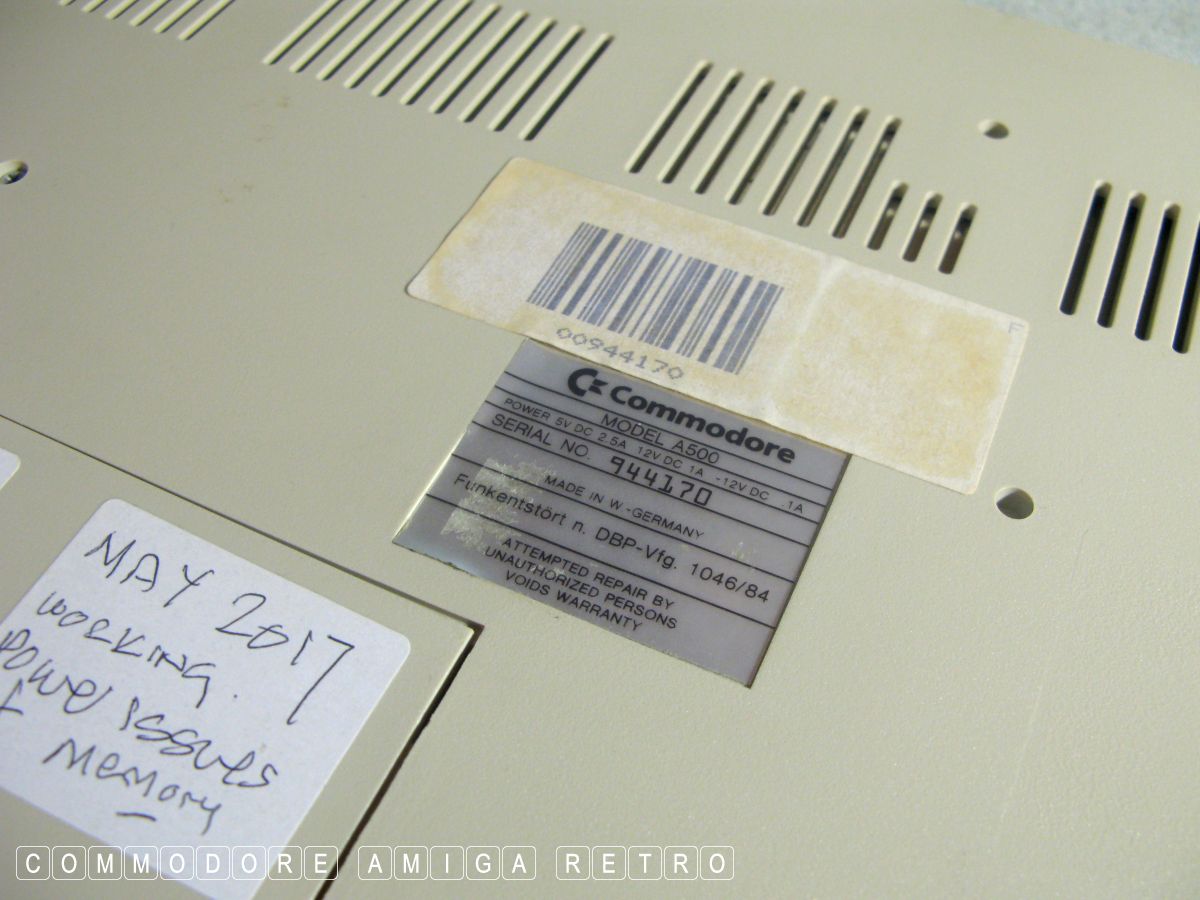 F
00944170
Commodore
MODEL A500
POWER 5V DC 2.5A 12V DC 1A -12V DC .1A
SERIAL NO. 944170
MADE IN W-GERMANY
Funkentstört n. DBP-Vfg. 1046/84
ATTEMPTED REPAIR BY
UNAUTHORIZED PERSONS
VOIDS WARRANTY
MAY 2017
WORKING.
POWER ISSUES
MEMORY
COMMODORE AMIGA RETRO